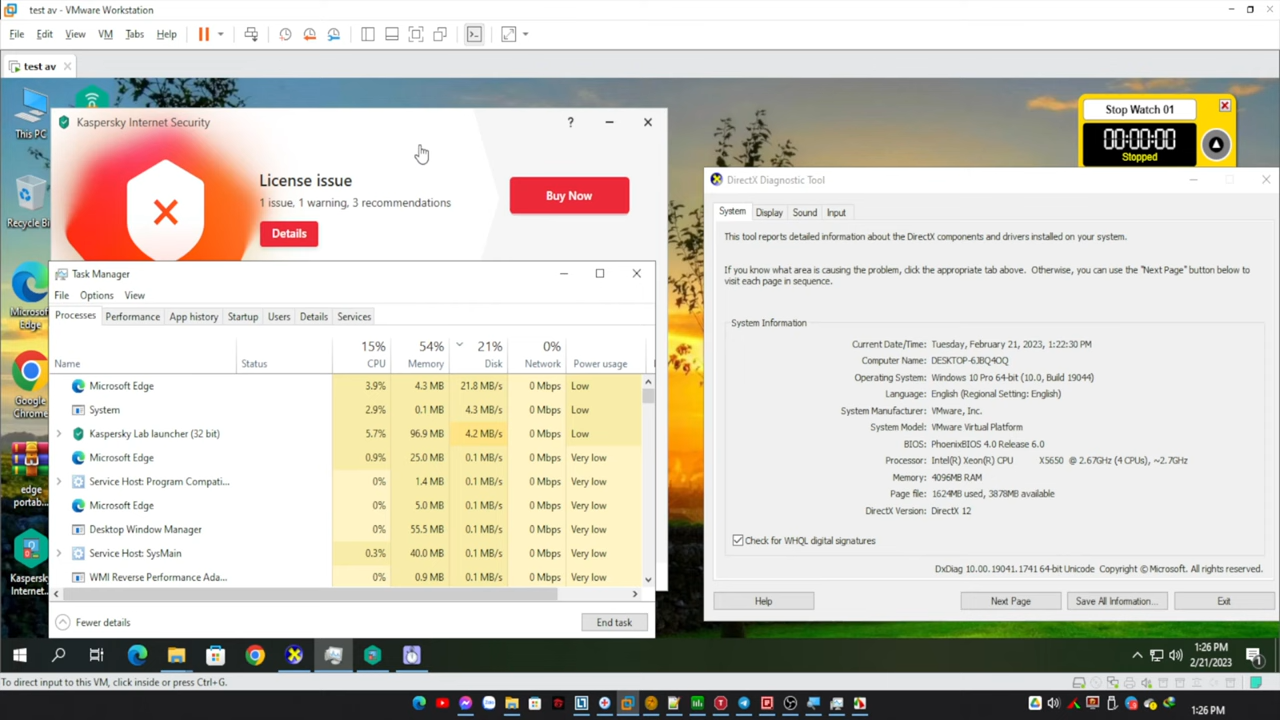 test av - VMware Workstation
File Edit View VM Tabs Help
test av
This PC
Recycle Bi
Microso
Edge
Google
Chrome
edge
portab...
Kaspersky
Internet...
Kaspersky Internet Security
?
License issue
1 issue, 1 warning, 3 recommendations
Buy Now
Details
Stop Watch 01
00:00:00
Stopped
Task Manager
File Options View
Processes Performance App history Startup Users Details Services
15% 54% 21% 0%
Name Status CPU Memory Disk Network Power usage
Microsoft Edge 3.9% 4.3 MB 21.8 MB/s 0 Mbps Low
System 2.9% 0.1 MB 4.3 MB/s 0 Mbps Low
Kaspersky Lab launcher (32 bit) 5.7% 96.9 MB 4.2 MB/s 0 Mbps Low
Microsoft Edge 0.9% 25.0 MB 0.1 MB/s 0 Mbps Very low
Service Host: Program Compati... 0% 1.4 MB 0.1 MB/s 0 Mbps Very low
Microsoft Edge 0% 5.0 MB 0.1 MB/s 0 Mbps Very low
Desktop Window Manager 0% 55.5 MB 0.1 MB/s 0 Mbps Very low
Service Host: SysMain 0.3% 40.0 MB 0.1 MB/s 0 Mbps Very low
WMI Reverse Performance Ada... 0% 0.9 MB 0.1 MB/s 0 Mbps Very low
Fewer details
End task
DirectX Diagnostic Tool
System Display Sound Input
This tool reports detailed information about the DirectX components and drivers installed on your system.
If you know what area is causing the problem, click the appropriate tab above. Otherwise, you can use the "Next Page" button below to
visit each page in sequence.
System Information
Current Date/Time: Tuesday, February 21, 2023, 1:22:30 PM
Computer Name: DESKTOP-6JBQ4OQ
Operating System: Windows 10 Pro 64-bit (10.0, Build 19044)
Language: English (Regional Setting: English)
System Manufacturer: VMware, Inc.
System Model: VMware Virtual Platform
BIOS: PhoenixBIOS 4.0 Release 6.0
Processor: Intel(R) Xeon(R) CPU X5650 @ 2.67GHz (4 CPUs), ~2.7GHz
Memory: 4096MB RAM
Page file: 1624MB used, 3878MB available
DirectX Version: DirectX 12
Check for WHQL digital signatures
DxDiag 10.00.19041.1741 64-bit Unicode Copyright © Microsoft. All rights reserved.
Help Next Page Save All Information... Exit
1:26 PM
2/21/2023
1
To direct input to this VM, click inside or press Ctrl+G.
1:26 PM